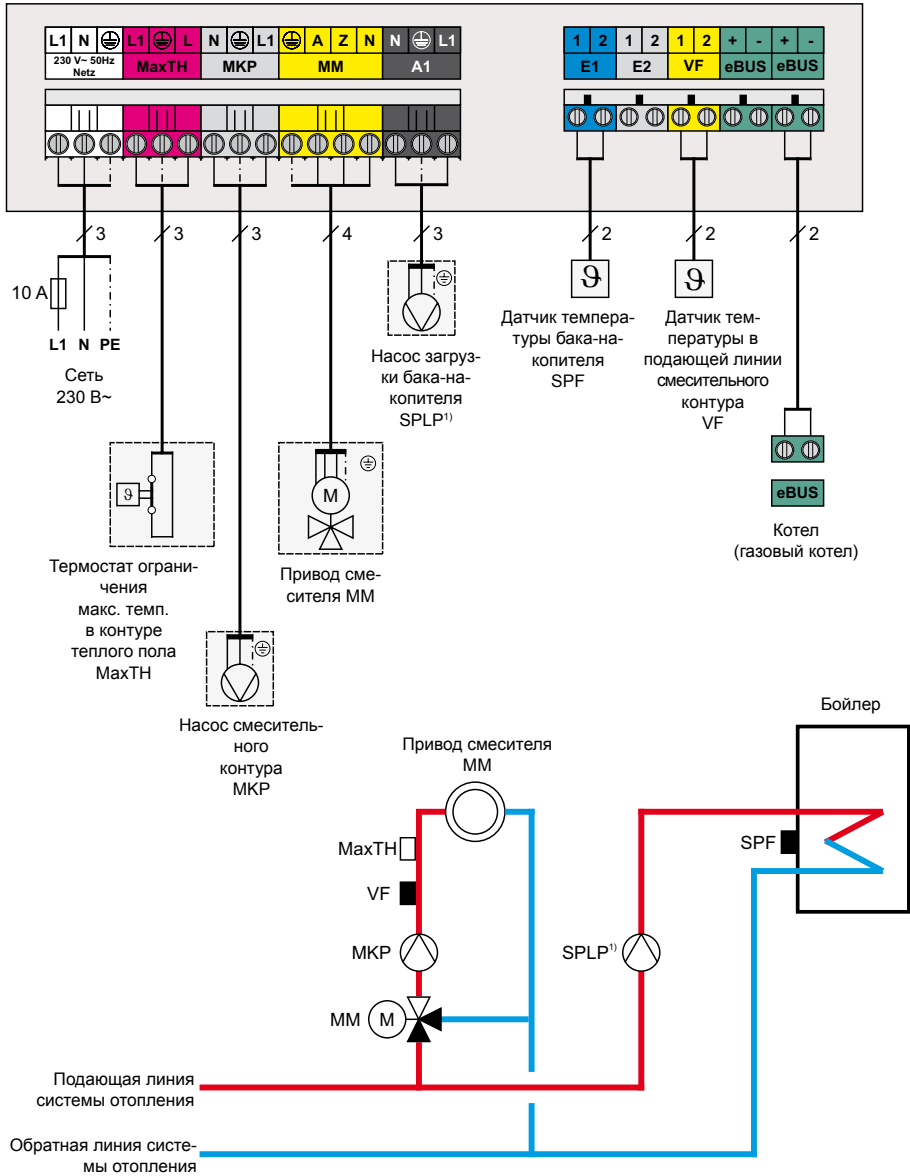 L1 N L1 L N L1 A Z N N L1
230 V~ 50Hz
Netz
MaxTH MKP MM A1
1 2 1 2 1 2 + - + -
E1 E2 VF eBUS eBUS
3 3 3 4 3 2 2 2
10 A
L1 N PE
Сеть
230 В~
ϑ
Термостат ограни-
чения
макс. темп.
в контуре
теплого пола
MaxTH
Насос смеситель-
ного
контура
MKP
M
Привод сме-
сителя ММ
Насос загруз-
ки бака-на-
копителя
SPLP1)
ϑ
Датчик темпера-
туры бака-на-
копителя
SPF
ϑ
Датчик тем-
пературы в
подающей линии
смесительного
контура
VF
eBUS
Котел
(газовый котел)
Бойлер
Привод смесителя
ММ
MaxTH
VF
MKP
MM M
SPLP1)
SPF
Подающая линия
системы отопления
Обратная линия систе-
мы отопления